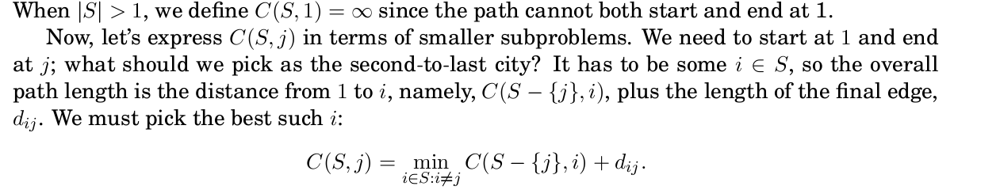 When |S| > 1, we define C(S, 1) = ∞ since the path cannot both start and end at 1.
Now, let’s express C(S, j) in terms of smaller subproblems. We need to start at 1 and end
at j; what should we pick as the second-to-last city? It has to be some i ∈ S, so the overall
path length is the distance from 1 to i, namely, C(S − {j}, i), plus the length of the final edge,
d_{ij}. We must pick the best such i:
C(S, j) = min_{i∈S:i≠j} C(S − {j}, i) + d_{ij}.